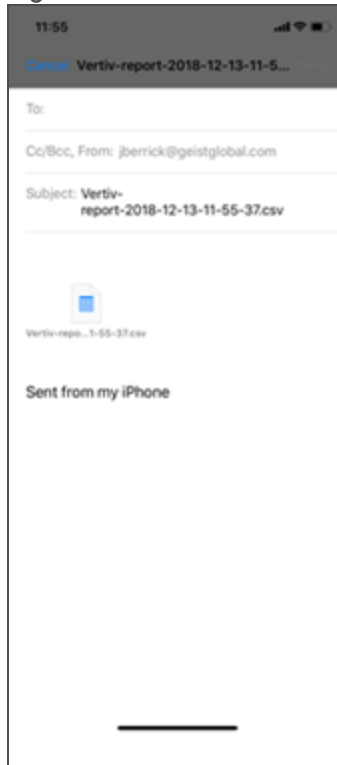 11:55
Cancel Vertiv-report-2018-12-13-11-5...
To:
Cc/Bcc, From: jberrick@geistglobal.com
Subject: Vertiv-
report-2018-12-13-11-55-37.csv
Vertiv-repo...1-55-37.csv
Sent from my iPhone